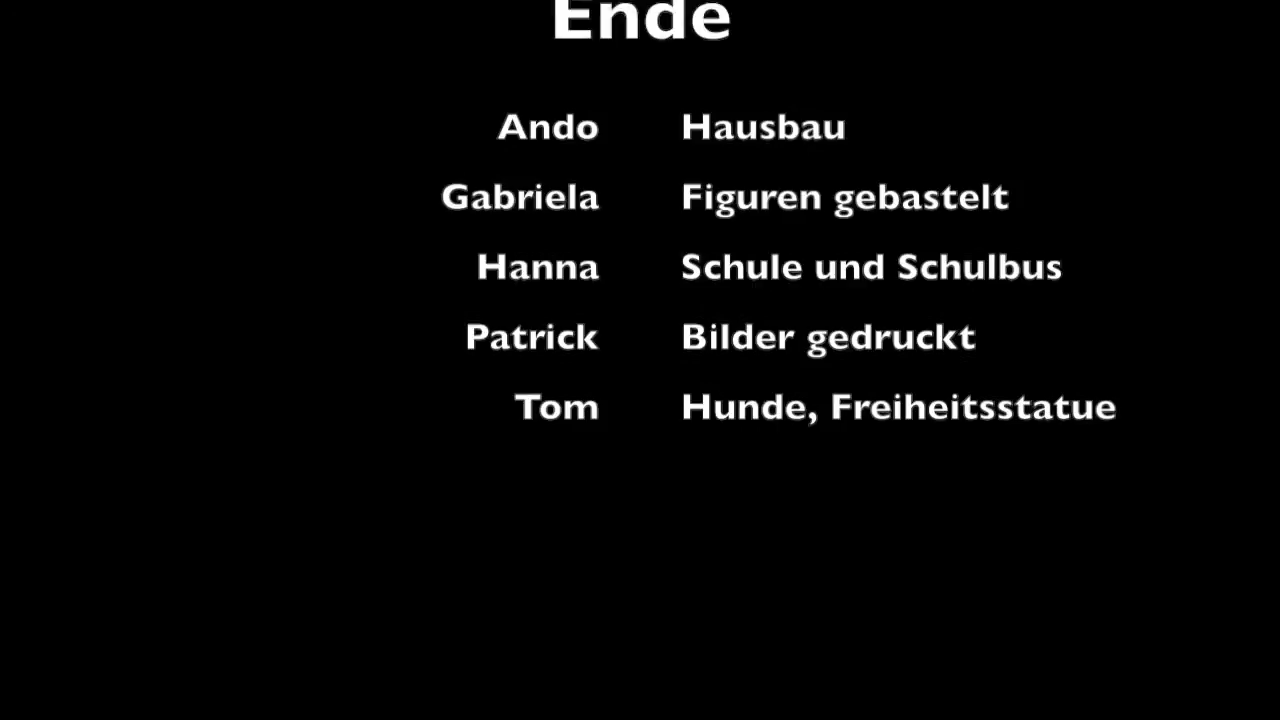 Ende
Ando Hausbau
Gabriela Figuren gebastelt
Hanna Schule und Schulbus
Patrick Bilder gedruckt
Tom Hunde, Freiheitsstatue